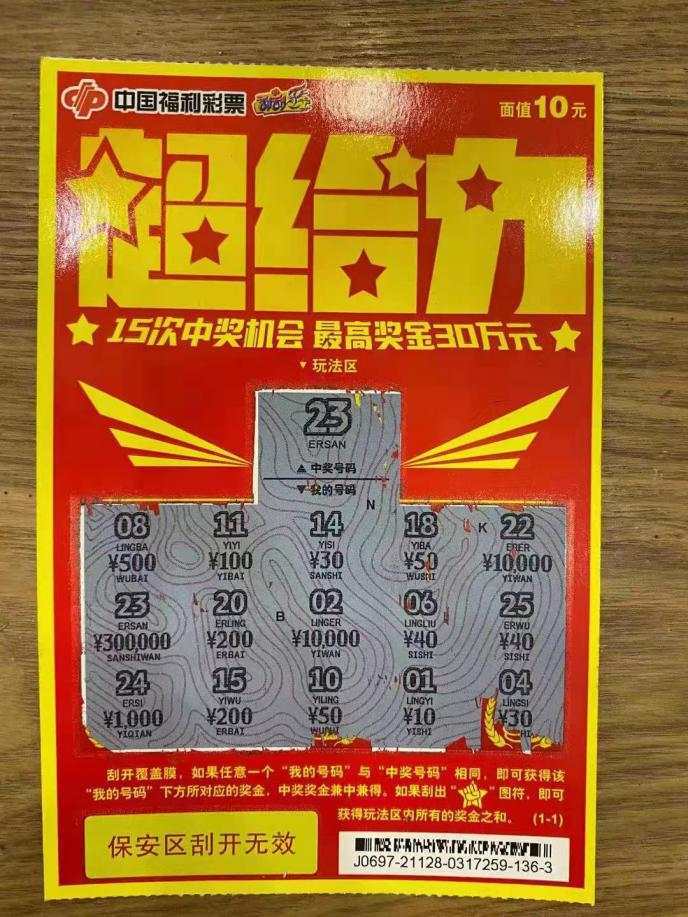 中国福利彩票 刮刮乐
面值10元
超给力
15次中奖机会 最高奖金30万元
▼玩法区
23
ERSAN
▲中奖号码
▼我的号码
N
08 11 14 18 K 22
LINGBA YIYI YISI YIBA ERER
¥500 ¥100 ¥30 ¥50 ¥10,000
WUBAI YIBAI SANSHI WUSHI YIWAN
23 20 02 06 25
ERSAN ERLING B LINGER LINGLIU ERWU
¥300,000 ¥200 ¥10,000 ¥40 ¥40
SANSHIWAN ERBAI YIWAN SISHI SISHI
24 15 10 01 04
ERSI YIWU YILING LINGYI LINGSI
¥1,000 ¥200 ¥50 ¥10 ¥30
YIQIAN ERBAI WUSHI YISHI
刮开覆盖膜，如果任意一个“我的号码”与“中奖号码”相同，即可获得该
“我的号码”下方所对应的奖金，中奖奖金兼中兼得。如果刮出“ ”图符，即可
获得玩法区内所有的奖金之和。 (1-1)
保安区刮开无效
J0697-21128-0317259-136-3